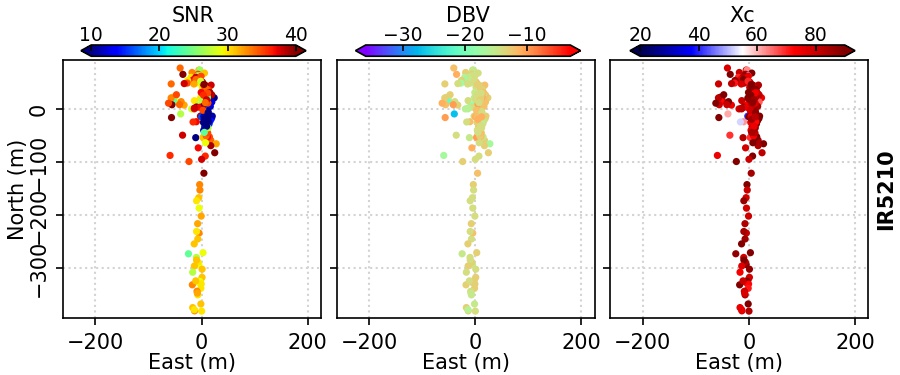 SNR DBV Xc
10 20 30 40 −30 −20 −10 20 40 60 80
0
−100
−200
−300
North (m)
IR5210
−200 0 200 −200 0 200 −200 0 200
East (m) East (m) East (m)